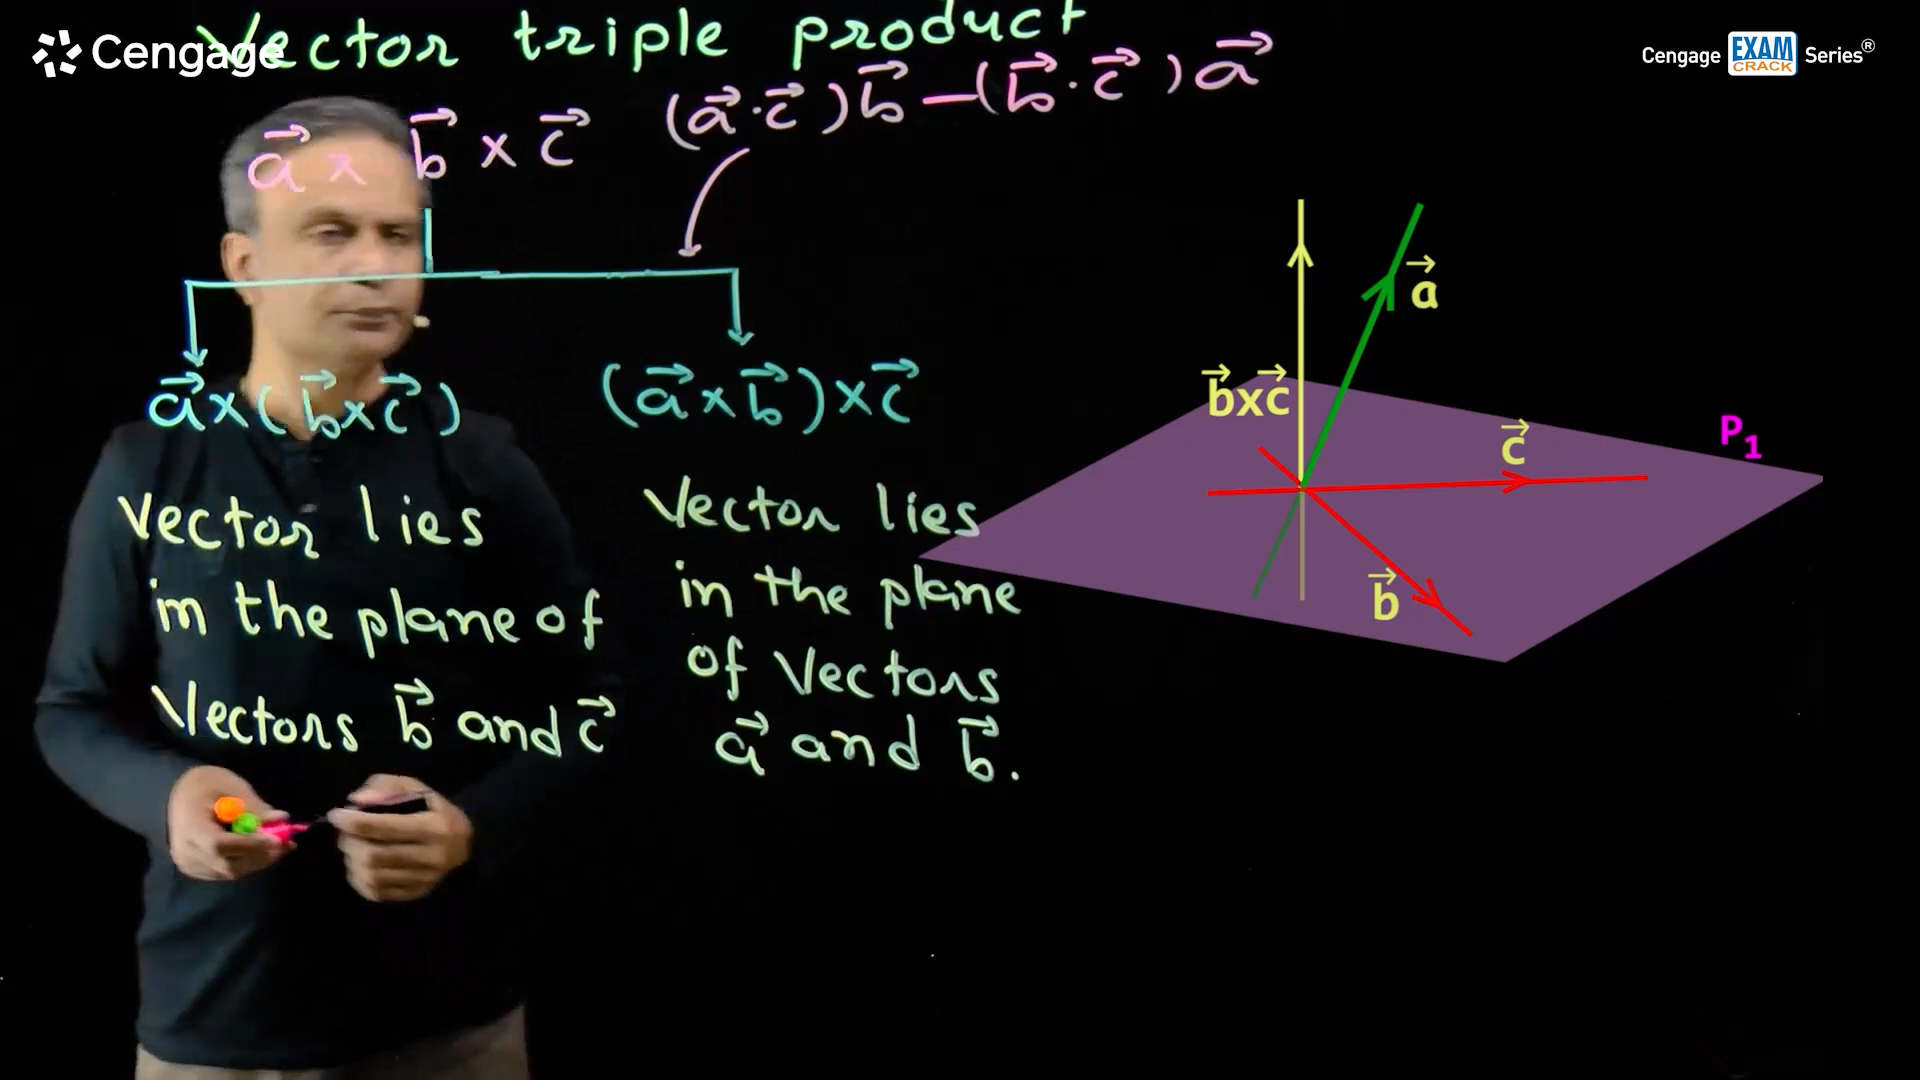 Cengage
Vector triple product
Cengage EXAM CRACK Series®
(a⃗·c⃗)b⃗ – (b⃗·c⃗)a⃗
a⃗ × b⃗ × c⃗
a⃗×(b⃗×c⃗)
Vector lies
in the plane of
Vectors b⃗ and c⃗
(a⃗×b⃗)×c⃗
Vector lies
in the plane
of Vectors
a⃗ and b⃗.
a⃗
b⃗xc⃗
c⃗
P₁
b⃗